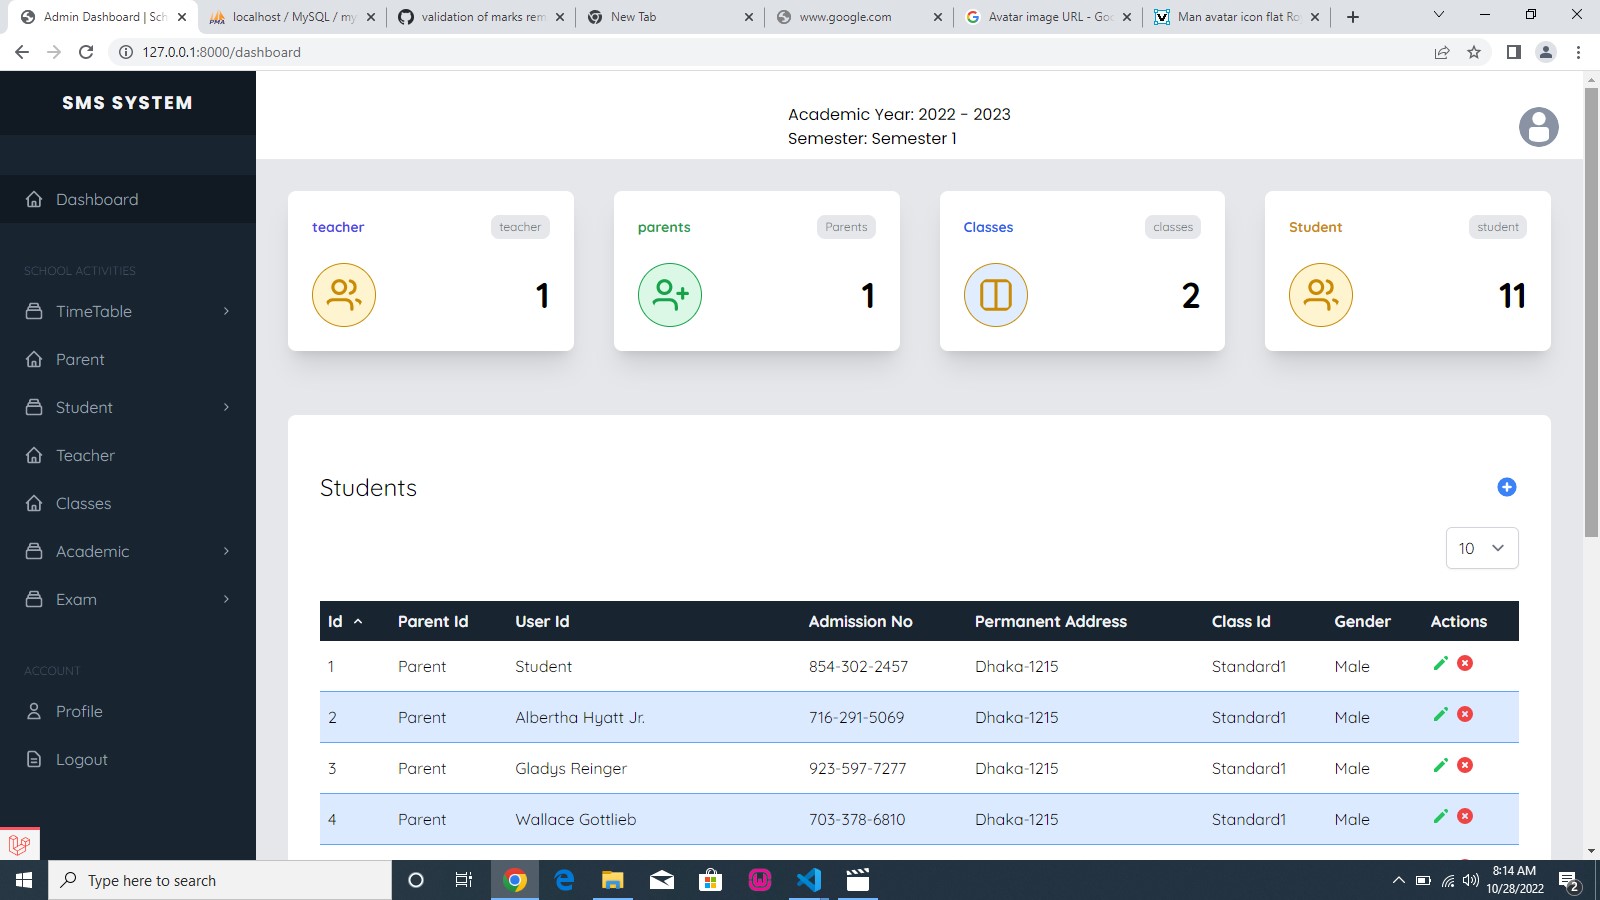 Admin Dashboard | Sch
localhost / MySQL / my
validation of marks rem
New Tab
www.google.com
Avatar image URL - Goo
Man avatar icon flat Ro
127.0.0.1:8000/dashboard
SMS SYSTEM
Academic Year: 2022 - 2023
Semester: Semester 1
Dashboard
SCHOOL ACTIVITIES
TimeTable
Parent
Student
Teacher
Classes
Academic
Exam
ACCOUNT
Profile
Logout
teacher teacher
1
parents Parents
1
Classes classes
2
Student student
11
Students
10
Id Parent Id User Id Admission No Permanent Address Class Id Gender Actions
1 Parent Student 854-302-2457 Dhaka-1215 Standard1 Male
2 Parent Albertha Hyatt Jr. 716-291-5069 Dhaka-1215 Standard1 Male
3 Parent Gladys Reinger 923-597-7277 Dhaka-1215 Standard1 Male
4 Parent Wallace Gottlieb 703-378-6810 Dhaka-1215 Standard1 Male
Type here to search
8:14 AM
10/28/2022
2